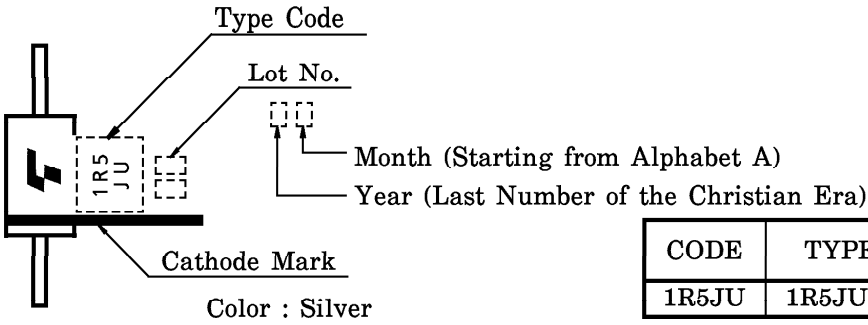 Type Code
Lot No.
1R5
JU
Month (Starting from Alphabet A)
Year (Last Number of the Christian Era)
Cathode Mark
Color : Silver
CODE TYPE
1R5JU 1R5JU